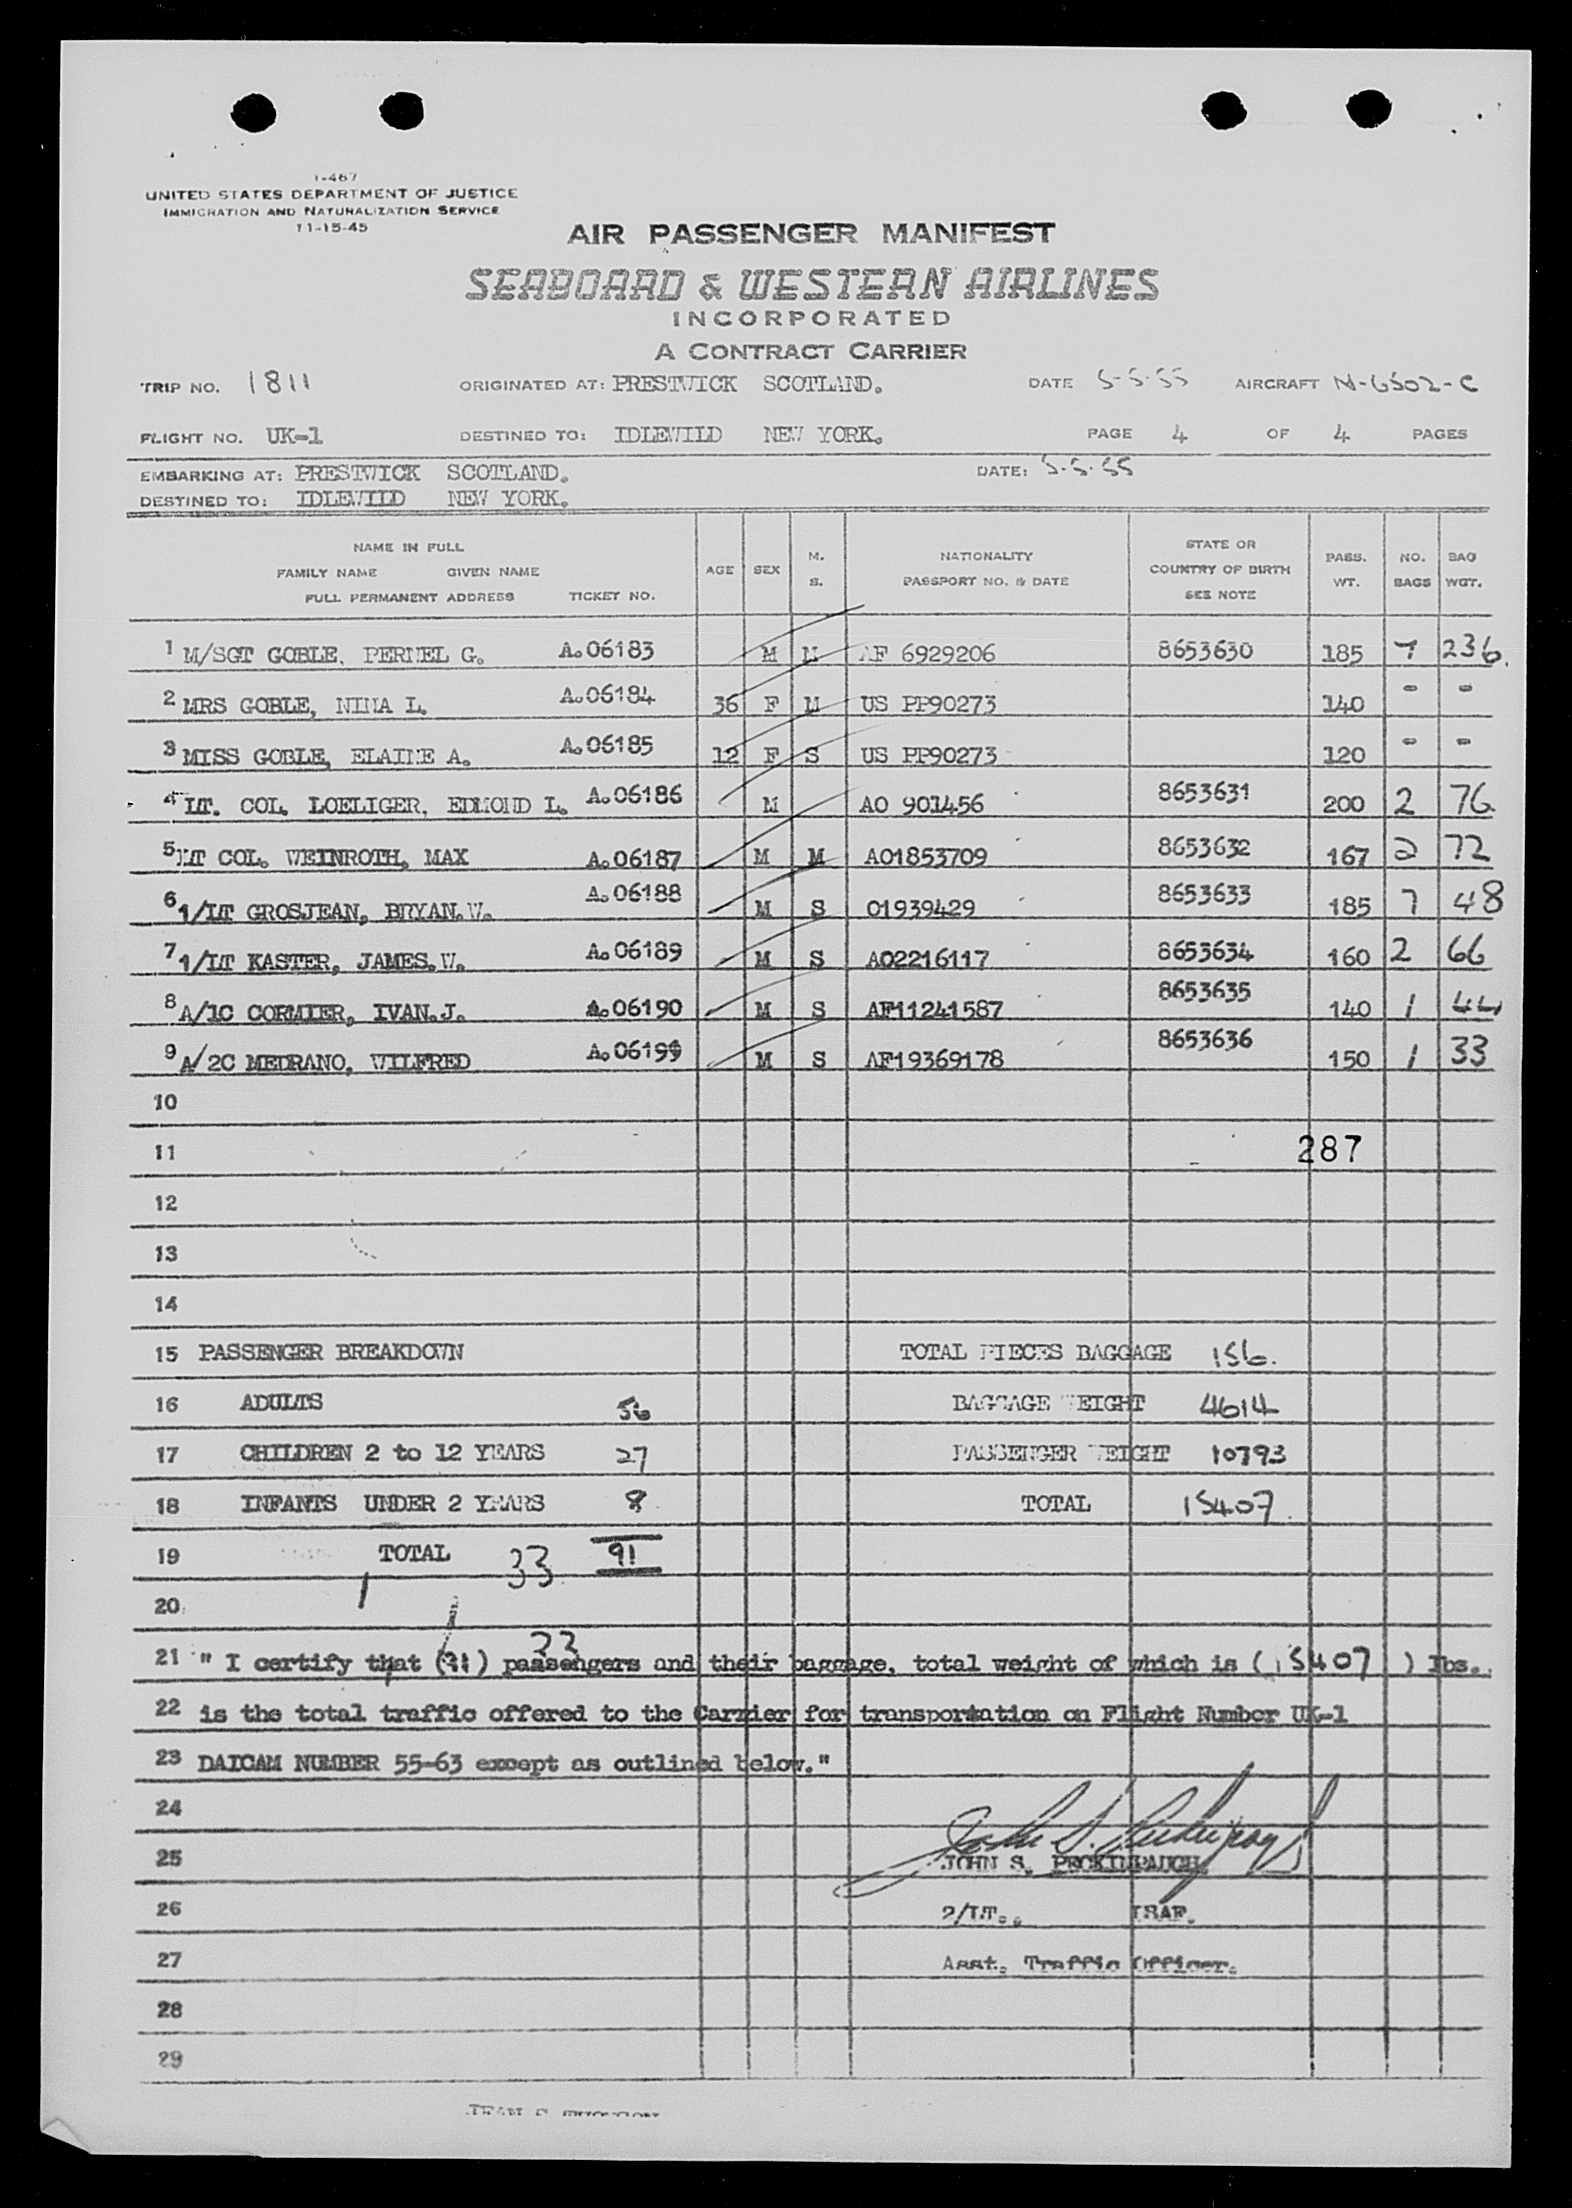 1-467
UNITED STATES DEPARTMENT OF JUSTICE
IMMIGRATION AND NATURALIZATION SERVICE
11-15-45
AIR PASSENGER MANIFEST
SEABOARD & WESTERN AIRLINES
INCORPORATED
A CONTRACT CARRIER
TRIP NO. 1811 ORIGINATED AT: PRESTWICK SCOTLAND. DATE 5-5-55 AIRCRAFT N-6502-C
FLIGHT NO. UK-1 DESTINED TO: IDLEWILD NEW YORK. PAGE 4 OF 4 PAGES
EMBARKING AT: PRESTWICK SCOTLAND. DATE: 5-5-55
DESTINED TO: IDLEWILD NEW YORK.
NAME IN FULL
FAMILY NAME GIVEN NAME
FULL PERMANENT ADDRESS TICKET NO. AGE SEX M. S. NATIONALITY PASSPORT NO. & DATE STATE OR COUNTRY OF BIRTH SEE NOTE PASS. WT. NO. BAGS BAG WGT.
1 M/SGT GOBLE, PERNEL G. A.06183 M M AF 6929206 8653630 185 7 236.
2 MRS GOBLE, NINA L. A.06184 36 F M US PP90273 140 - -
3 MISS GOBLE, ELAINE A. A.06185 12 F S US PP90273 120 - -
4 LT. COL. LOELIGER, EDMOND L. A.06186 M AO 901456 8653631 200 2 76
5 LT COL. WEINROTH, MAX A.06187 M M AO1853709 8653632 167 2 72
6 1/LT GROSJEAN, BRYAN.W. A.06188 M S 01939429 8653633 185 7 48
7 1/LT KASTER, JAMES.W. A.06189 M S AO2216117 8653634 160 2 66
8 A/1C CORMIER, IVAN.J. A.06190 M S AF11241587 8653635 140 1 44
9 A/2C MEDRANO, WILFRED A.06199 M S AF19369178 8653636 150 1 33
10
11 287
12
13
14
15 PASSENGER BREAKDOWN TOTAL PIECES BAGGAGE 156.
16 ADULTS 56 BAGGAGE WEIGHT 4614
17 CHILDREN 2 to 12 YEARS 27 PASSENGER WEIGHT 10793
18 INFANTS UNDER 2 YEARS 8 TOTAL 15407
19 TOTAL 33 91
20
21 " I certify that (91) passengers and their baggage, total weight of which is (15407) lbs.
22 is the total traffic offered to the Carrier for transportation on Flight Number UK-1
23 DAICAM NUMBER 55-63 except as outlined below."
24
25 JOHN S. PECKINPAUGH.
26 2/LT., USAF.
27 Asst. Traffic Officer.
28
29